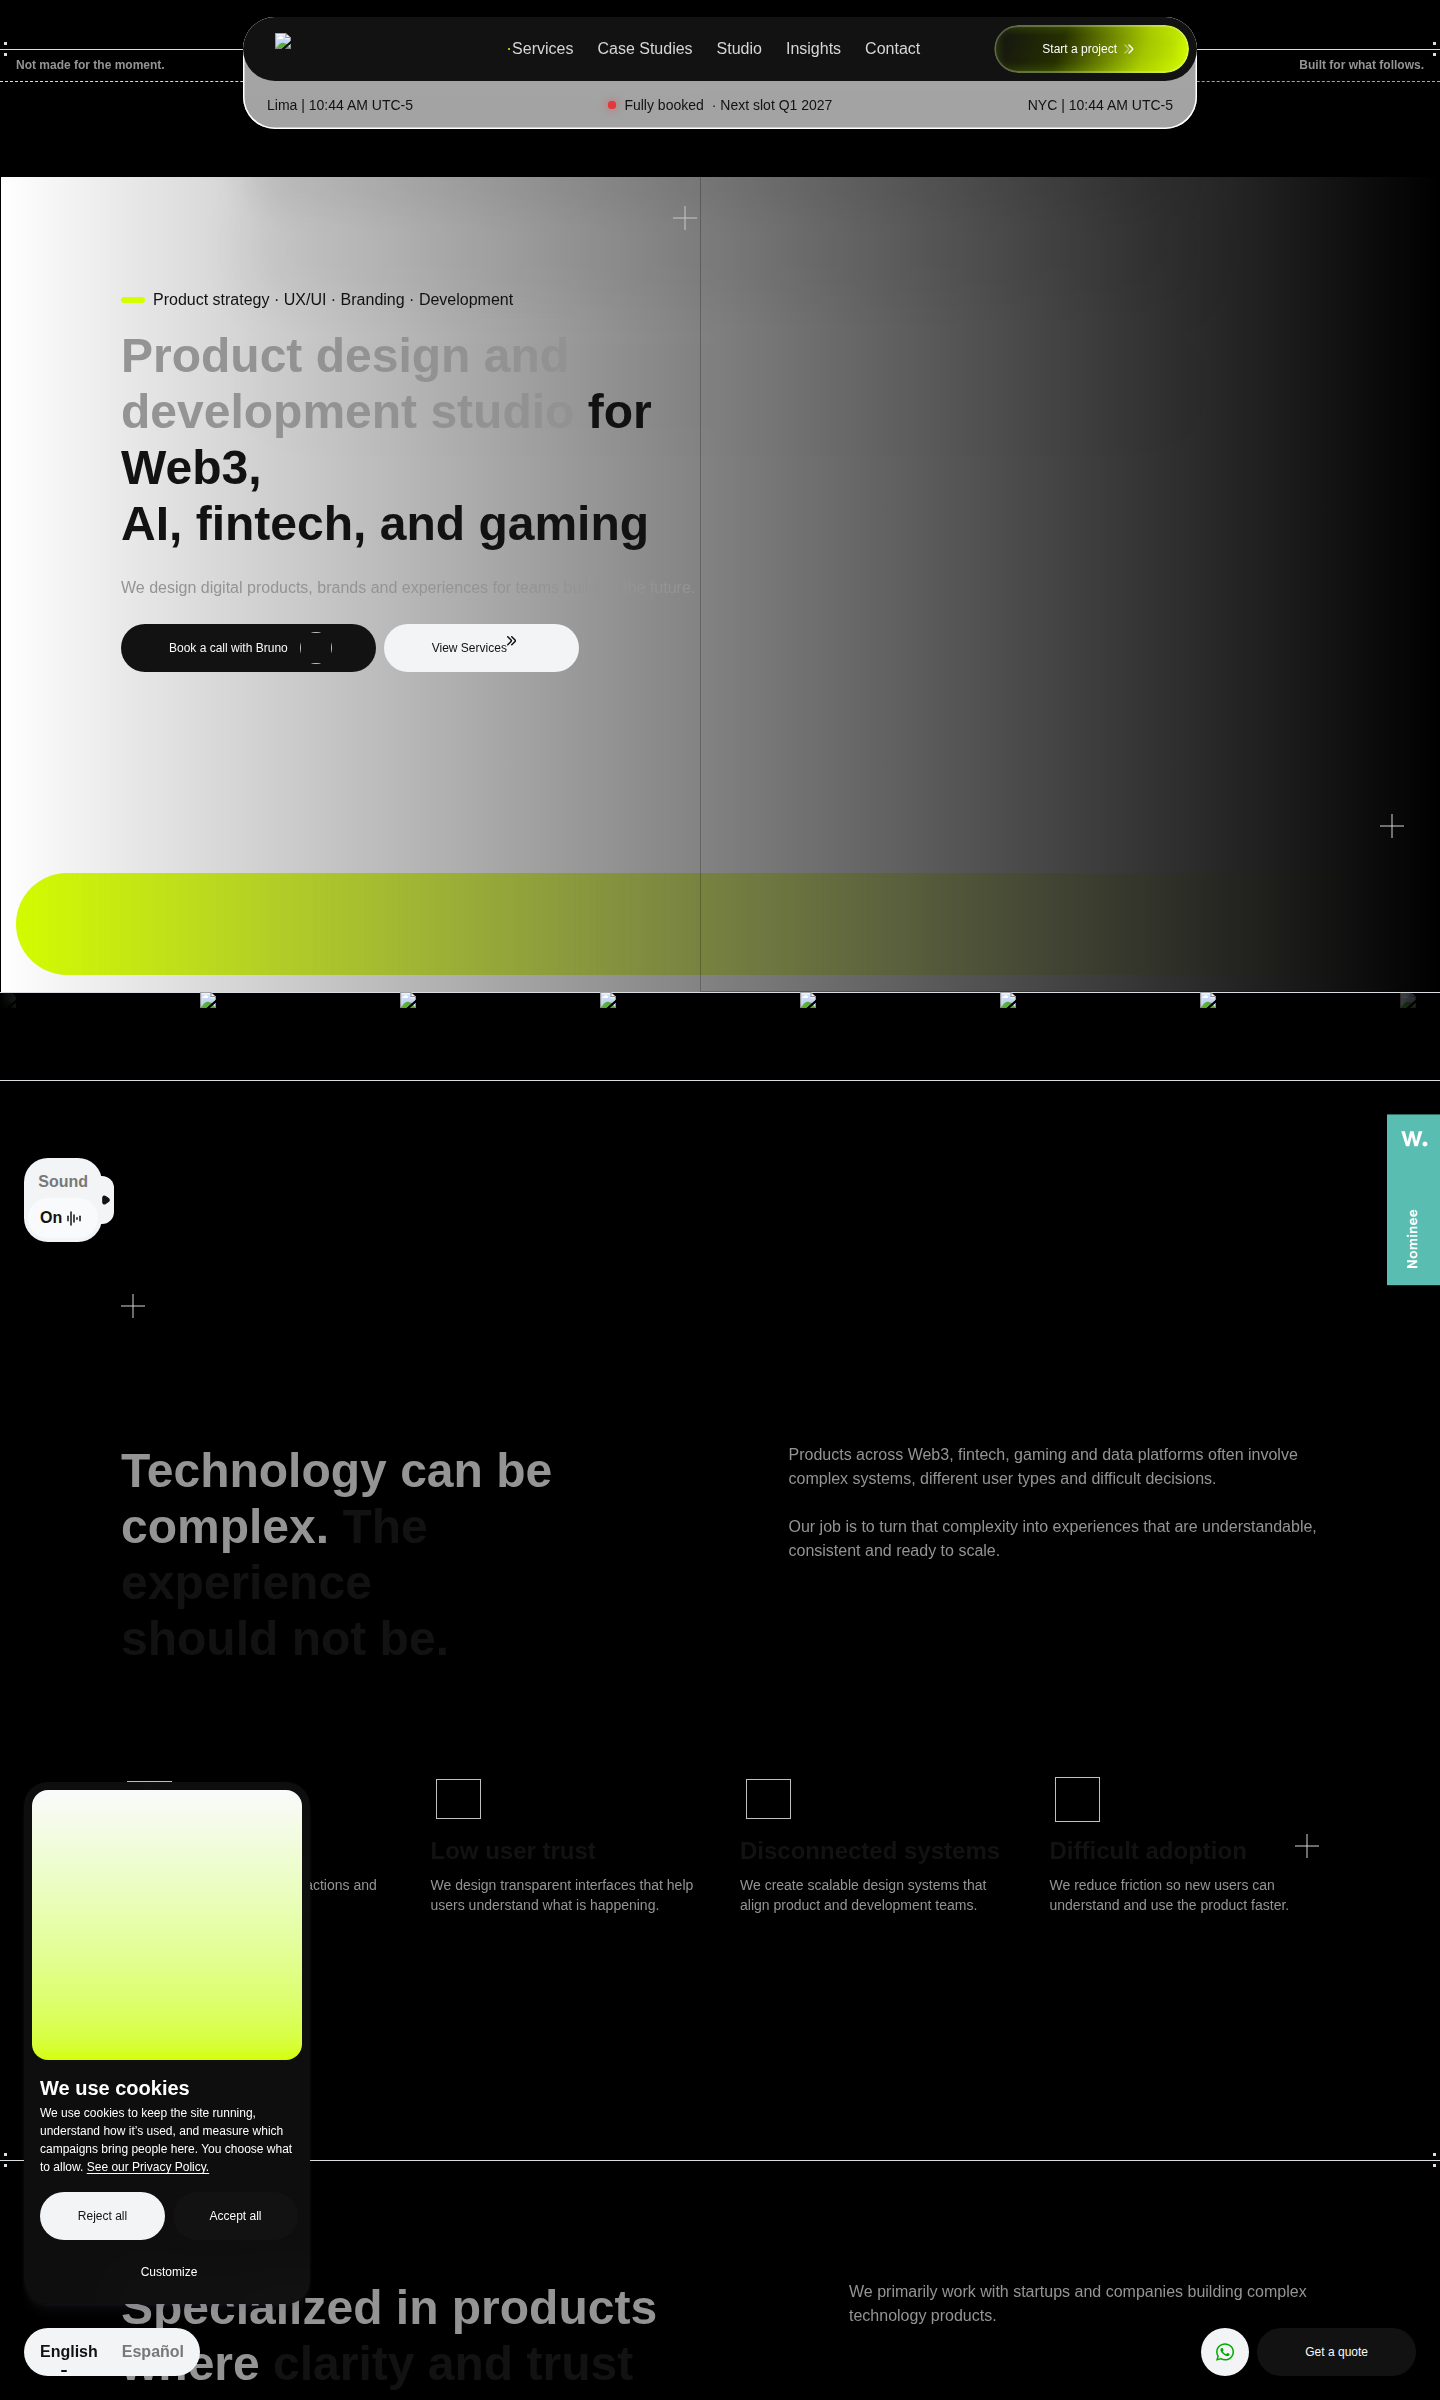 Services Case Studies Studio Insights Contact
Start a project
Not made for the moment.
Built for what follows.
Lima | 10:44 AM UTC-5
Fully booked · Next slot Q1 2027
NYC | 10:44 AM UTC-5
Product strategy · UX/UI · Branding · Development
Product design and
development studio for
Web3,
AI, fintech, and gaming
We design digital products, brands and experiences for teams building the future.
Book a call with Bruno
View Services
W.
Nominee
Sound
On
Technology can be
complex. The
experience
should not be.
Products across Web3, fintech, gaming and data platforms often involve
complex systems, different user types and difficult decisions.
Our job is to turn that complexity into experiences that are understandable,
consistent and ready to scale.
actions and
Low user trust
We design transparent interfaces that help
users understand what is happening.
Disconnected systems
We create scalable design systems that
align product and development teams.
Difficult adoption
We reduce friction so new users can
understand and use the product faster.
We use cookies
We use cookies to keep the site running,
understand how it's used, and measure which
campaigns bring people here. You choose what
to allow. See our Privacy Policy.
Reject all
Accept all
Customize
Specialized in products
where clarity and trust
We primarily work with startups and companies building complex
technology products.
English Español
Get a quote